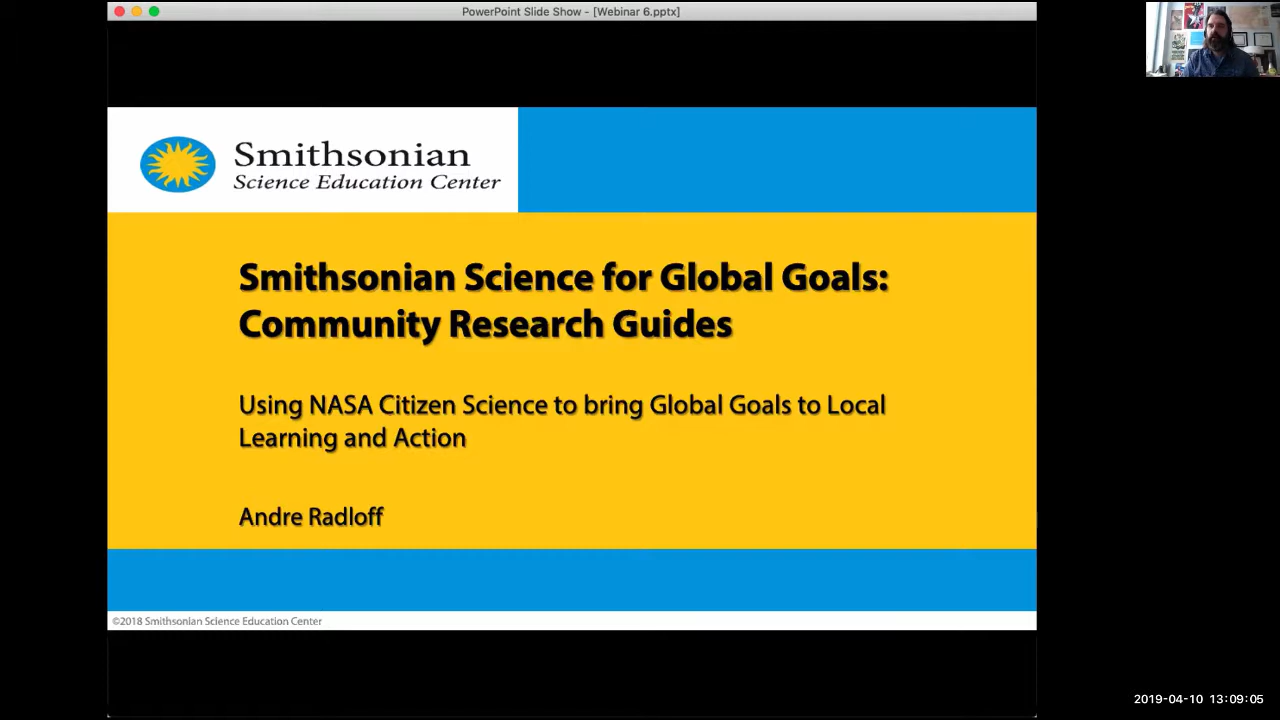 PowerPoint Slide Show - [Webinar 6.pptx]
Smithsonian
Science Education Center
Smithsonian Science for Global Goals:
Community Research Guides
Using NASA Citizen Science to bring Global Goals to Local
Learning and Action
Andre Radloff
©2018 Smithsonian Science Education Center
2019-04-10 13:09:05